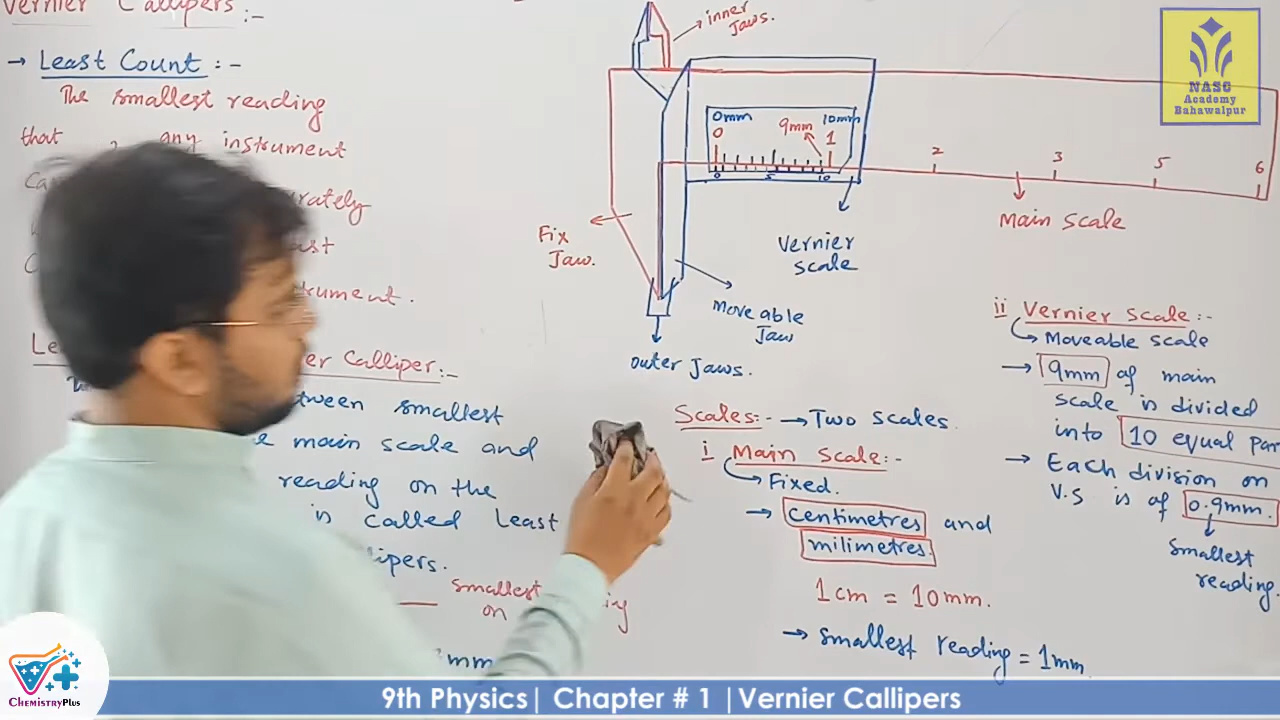 Vernier Callipers :-
→ Least Count :-
The smallest reading
that any instrument
rately
strument.
er Calliper:-
tween smallest
main scale and
reading on the
is called Least
llipers.
smallest
on
mm
inner
Jaws.
0mm 9mm 10mm
0 1 2 3 5 6
0 5 10
Fix
Jaw.
Vernier
scale
Main scale
Moveable
Jaw
Outer Jaws.
Scales:- → Two scales
i Main Scale:-
Fixed.
→ centimetres and
milimetres.
1cm = 10mm.
→ smallest reading = 1mm
ii Vernier scale :-
Moveable scale
→ 9mm of main
scale is divided
into 10 equal par
→ Each division on
V.S is of 0.9mm.
smallest
reading.
NASC
Academy
Bahawalpur
CHEMISTRY PLUS
9th Physics| Chapter # 1 |Vernier Callipers